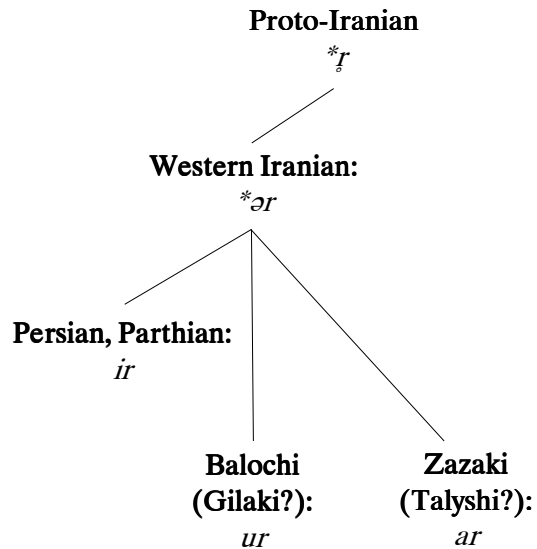 Proto-Iranian
*r̥
Western Iranian:
*ər
Persian, Parthian:
ir
Balochi
(Gilaki?):
ur
Zazaki
(Talyshi?):
ar